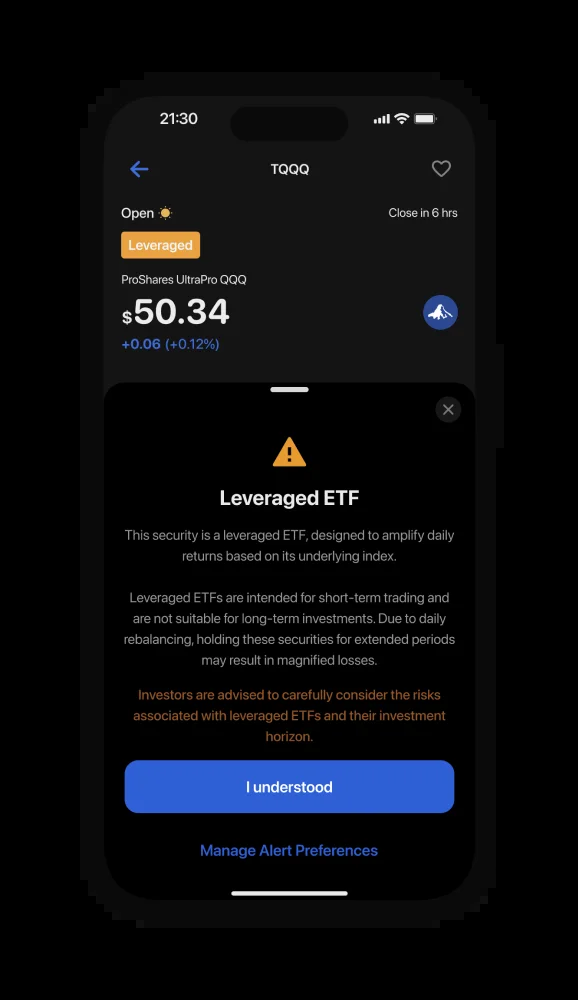 21:30
TQQQ
Open
Close in 6 hrs
Leveraged
ProShares UltraPro QQQ
$50.34
+0.06 (+0.12%)
Leveraged ETF
This security is a leveraged ETF, designed to amplify daily
returns based on its underlying index.
Leveraged ETFs are intended for short-term trading and
are not suitable for long-term investments. Due to daily
rebalancing, holding these securities for extended periods
may result in magnified losses.
Investors are advised to carefully consider the risks
associated with leveraged ETFs and their investment
horizon.
I understood
Manage Alert Preferences